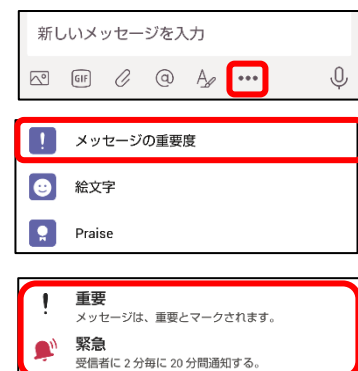 新しいメッセージを入力
GIF
メッセージの重要度
絵文字
Praise
重要
メッセージは、重要とマークされます。
緊急
受信者に 2 分毎に 20 分間通知する。